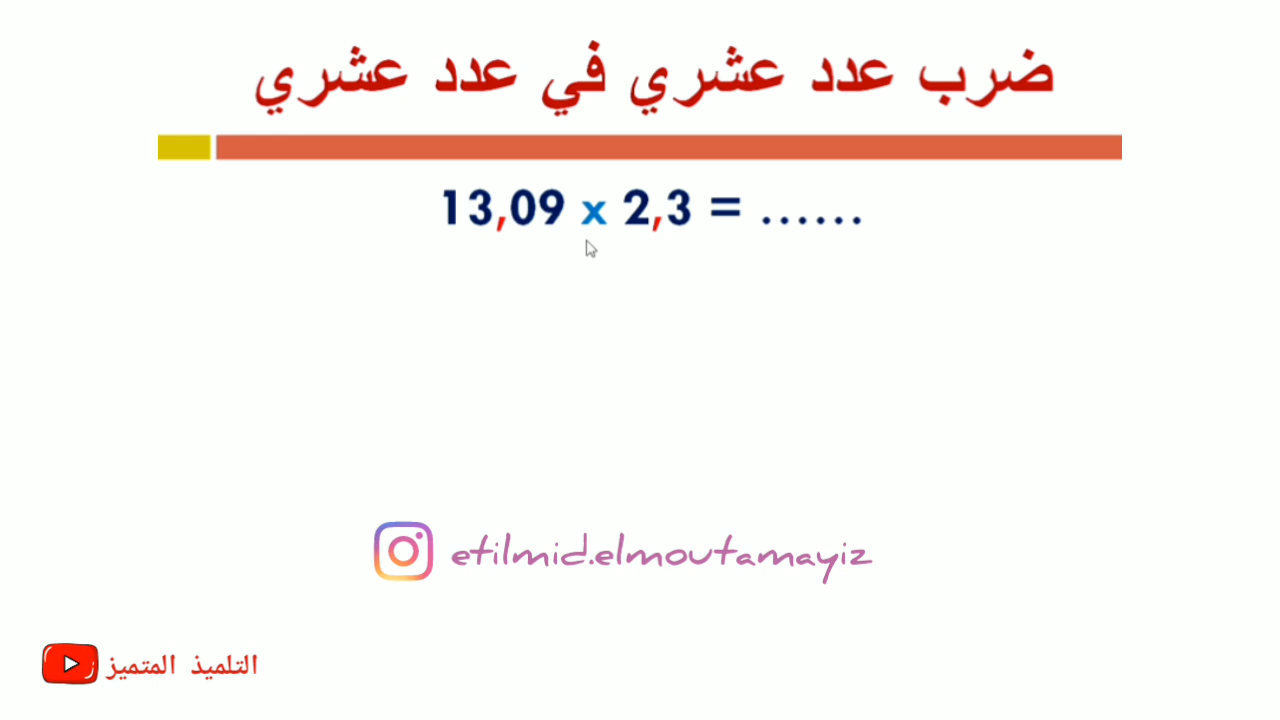 ضرب عدد عشري في عدد عشري
13,09 x 2,3 = ......
etilmid.elmoutamayiz
التلميذ المتميز